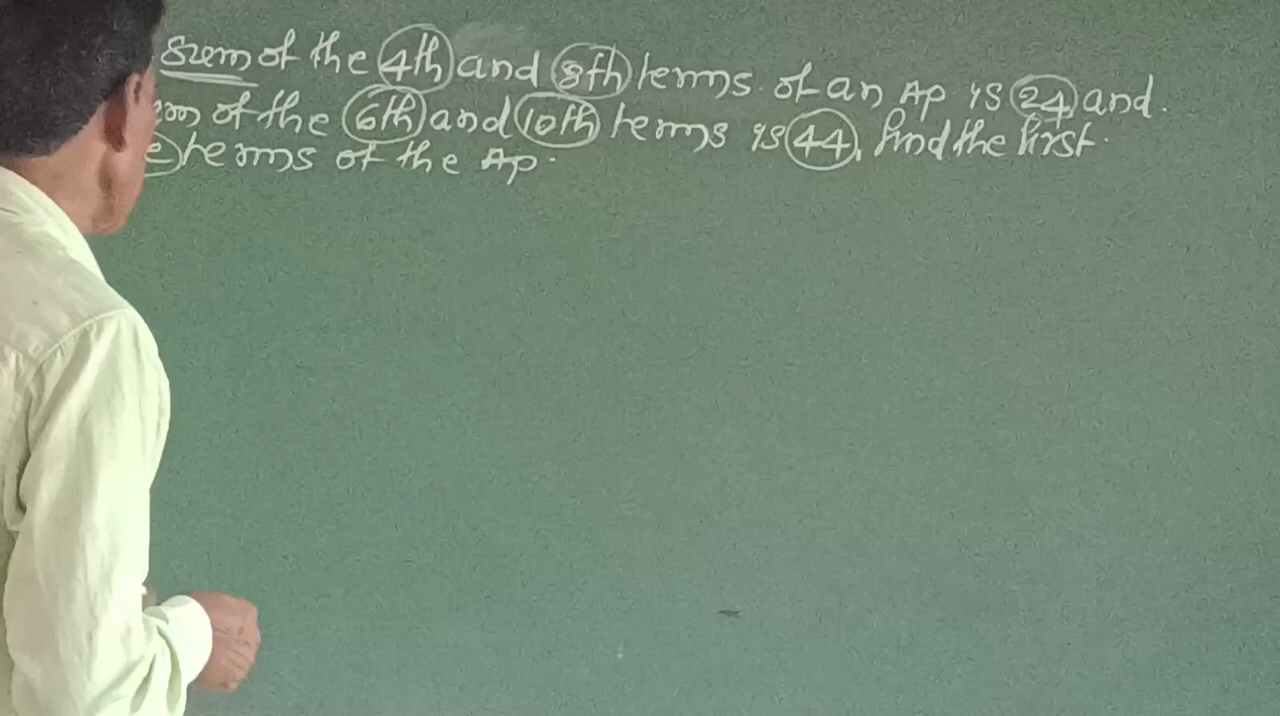 sum of the 4th and 8th terms of an AP is 24 and.
of the 6th and 10th terms is 44, find the first.
terms of the AP.